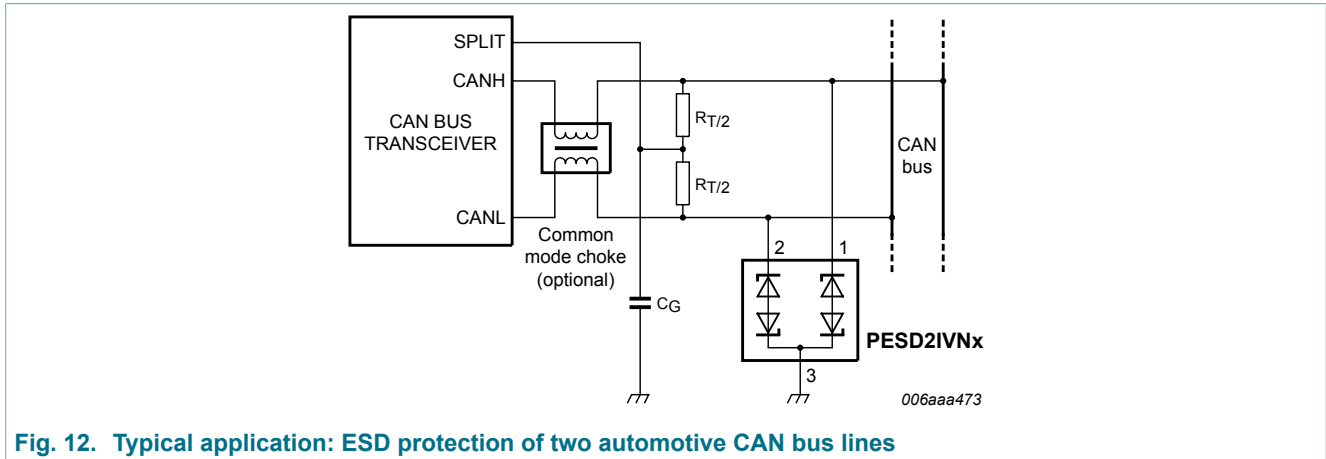 SPLIT
CANH
CAN BUS
TRANSCEIVER
CANL
Common
mode choke
(optional)
RT/2
RT/2
CG
CAN
bus
2
1
PESD2IVNx
3
006aaa473
Fig. 12. Typical application: ESD protection of two automotive CAN bus lines